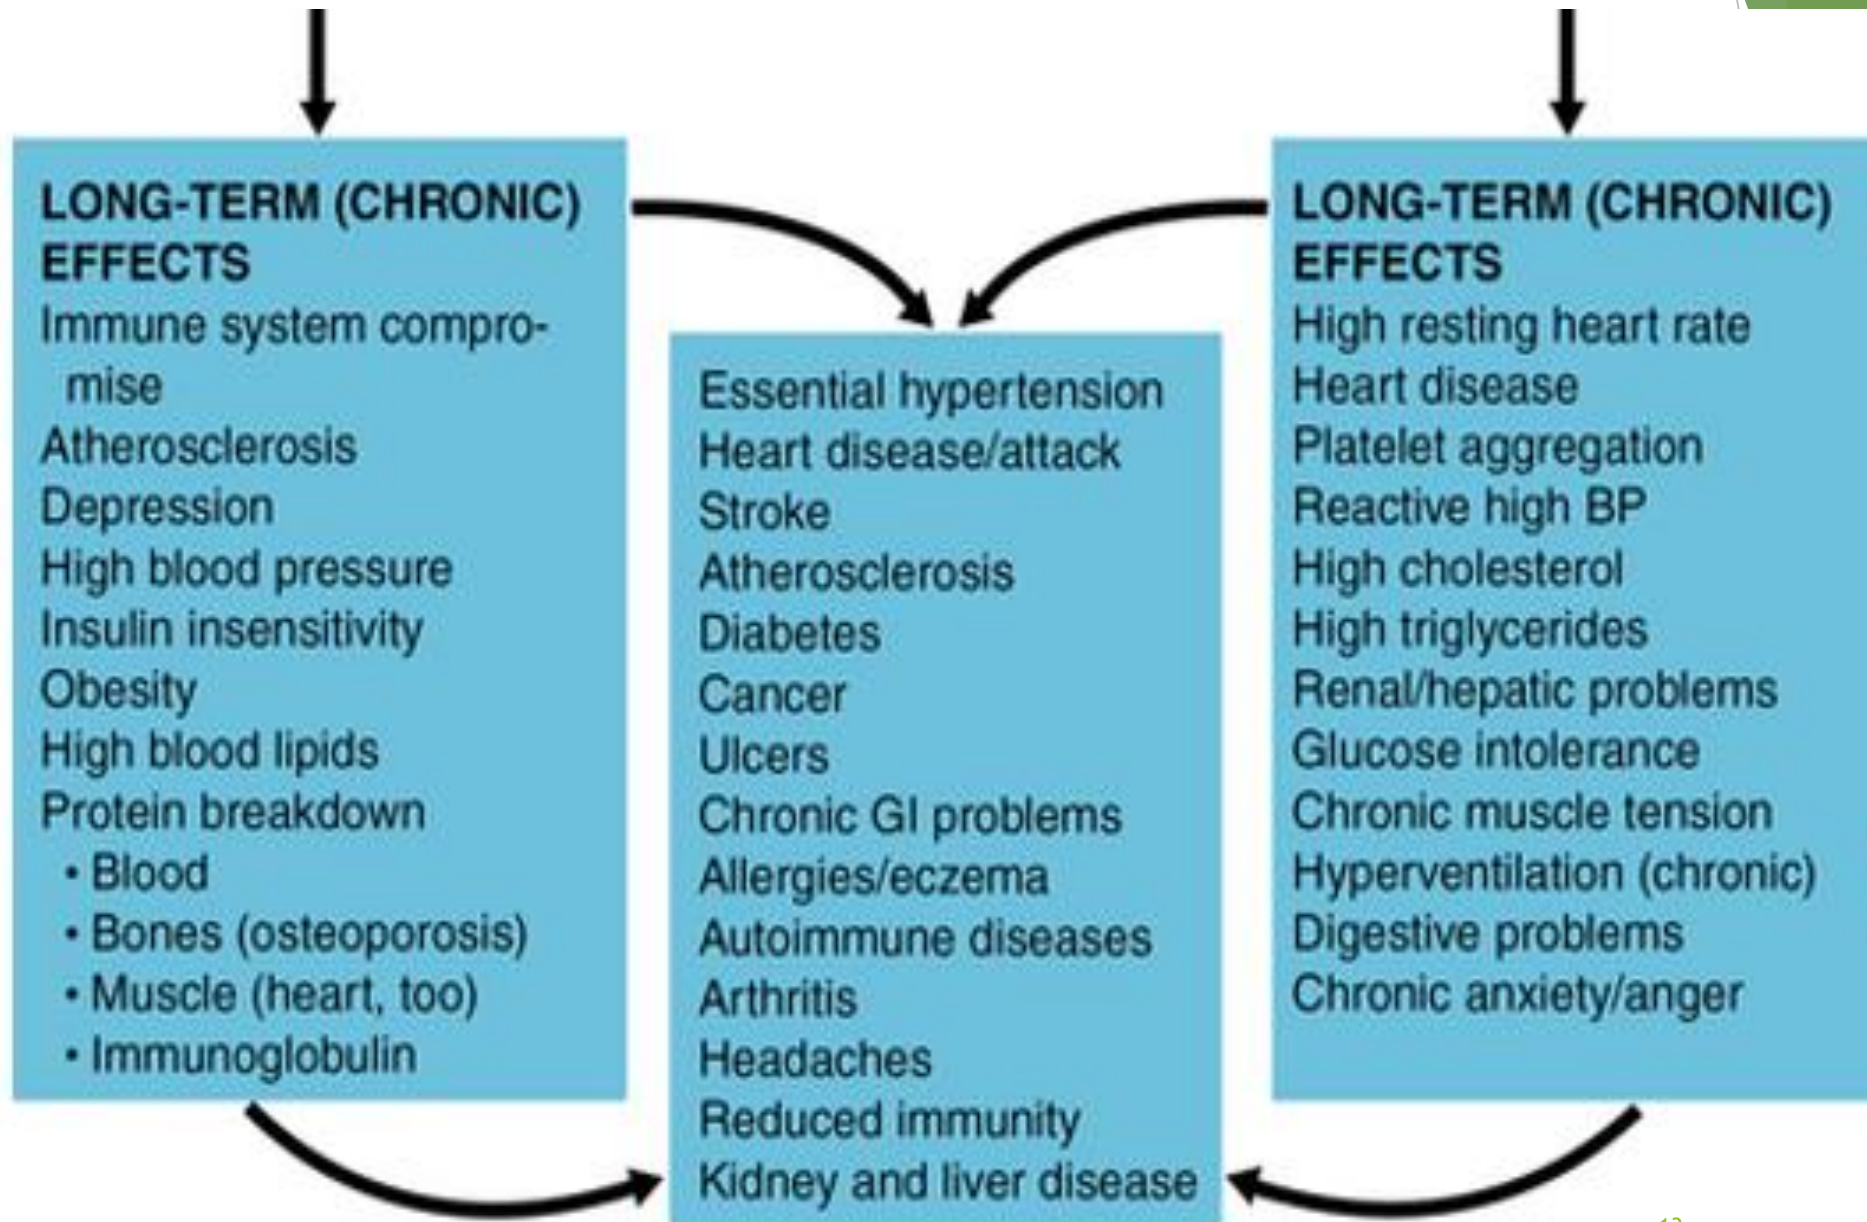 LONG-TERM (CHRONIC)
EFFECTS
Immune system compro-
mise
Atherosclerosis
Depression
High blood pressure
Insulin insensitivity
Obesity
High blood lipids
Protein breakdown
• Blood
• Bones (osteoporosis)
• Muscle (heart, too)
• Immunoglobulin
Essential hypertension
Heart disease/attack
Stroke
Atherosclerosis
Diabetes
Cancer
Ulcers
Chronic GI problems
Allergies/eczema
Autoimmune diseases
Arthritis
Headaches
Reduced immunity
Kidney and liver disease
LONG-TERM (CHRONIC)
EFFECTS
High resting heart rate
Heart disease
Platelet aggregation
Reactive high BP
High cholesterol
High triglycerides
Renal/hepatic problems
Glucose intolerance
Chronic muscle tension
Hyperventilation (chronic)
Digestive problems
Chronic anxiety/anger